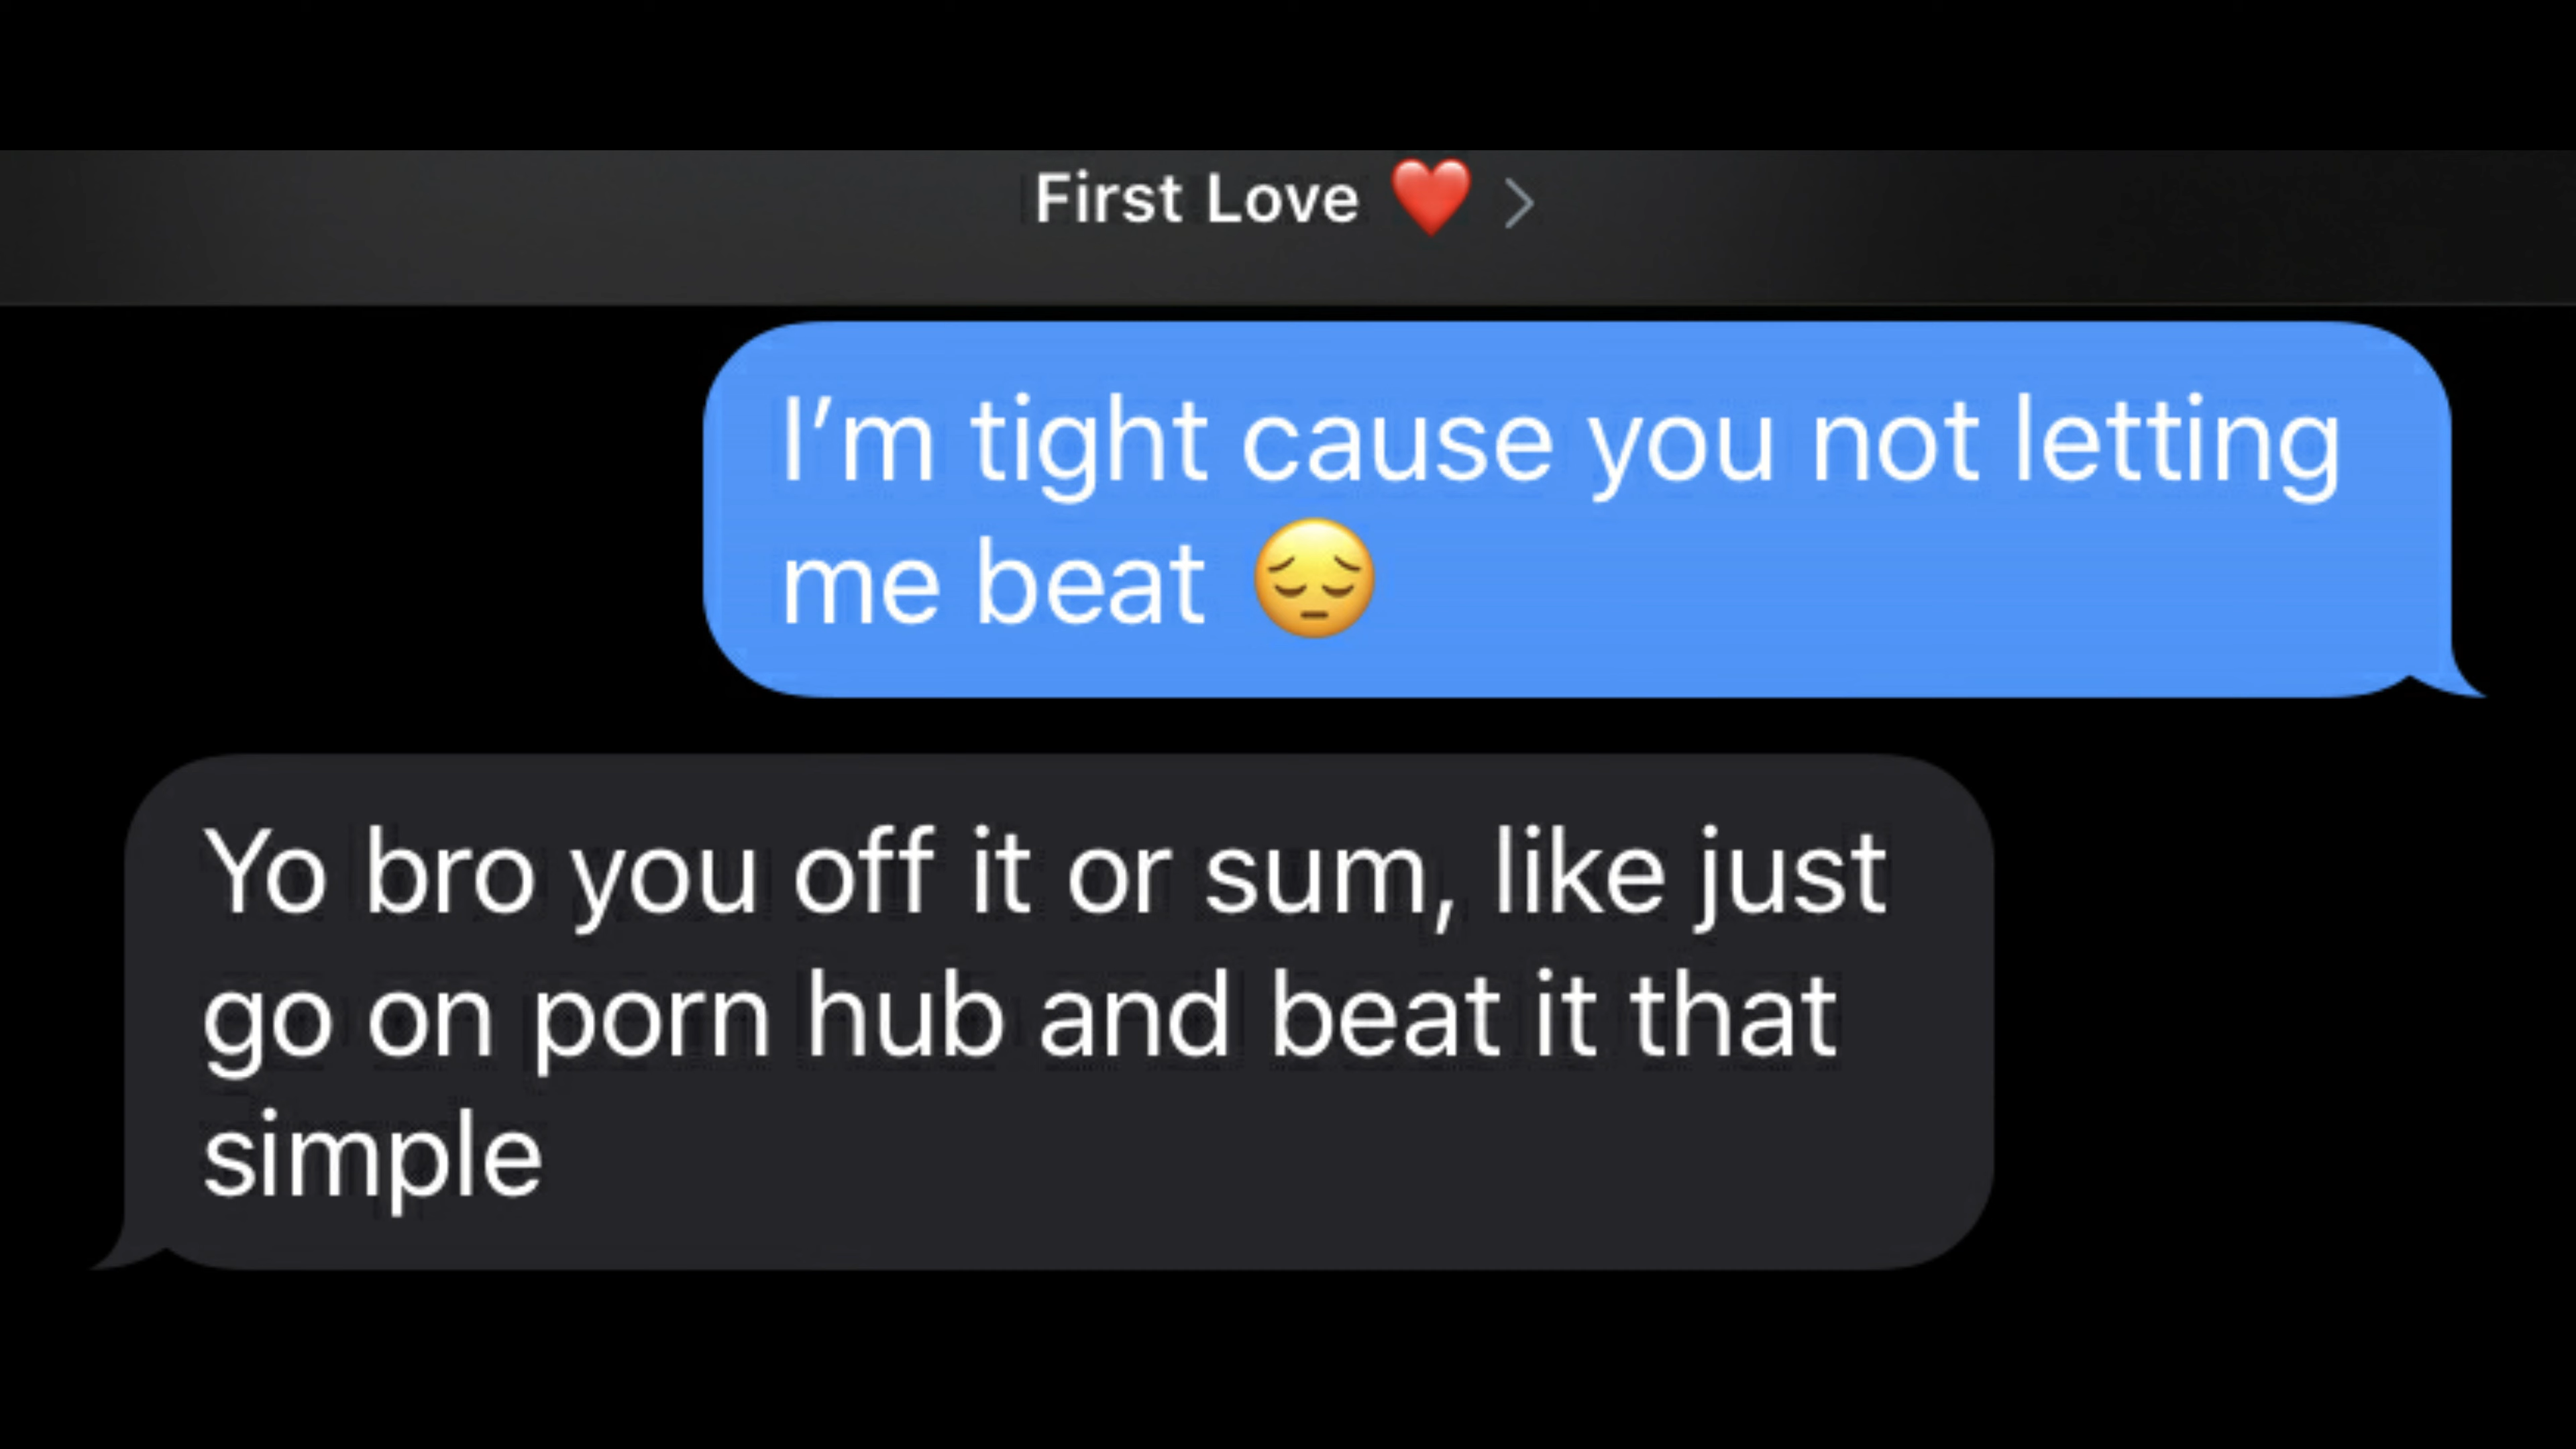 First Love ❤️ >
I’m tight cause you not letting
me beat 😔
Yo bro you off it or sum, like just
go on porn hub and beat it that
simple